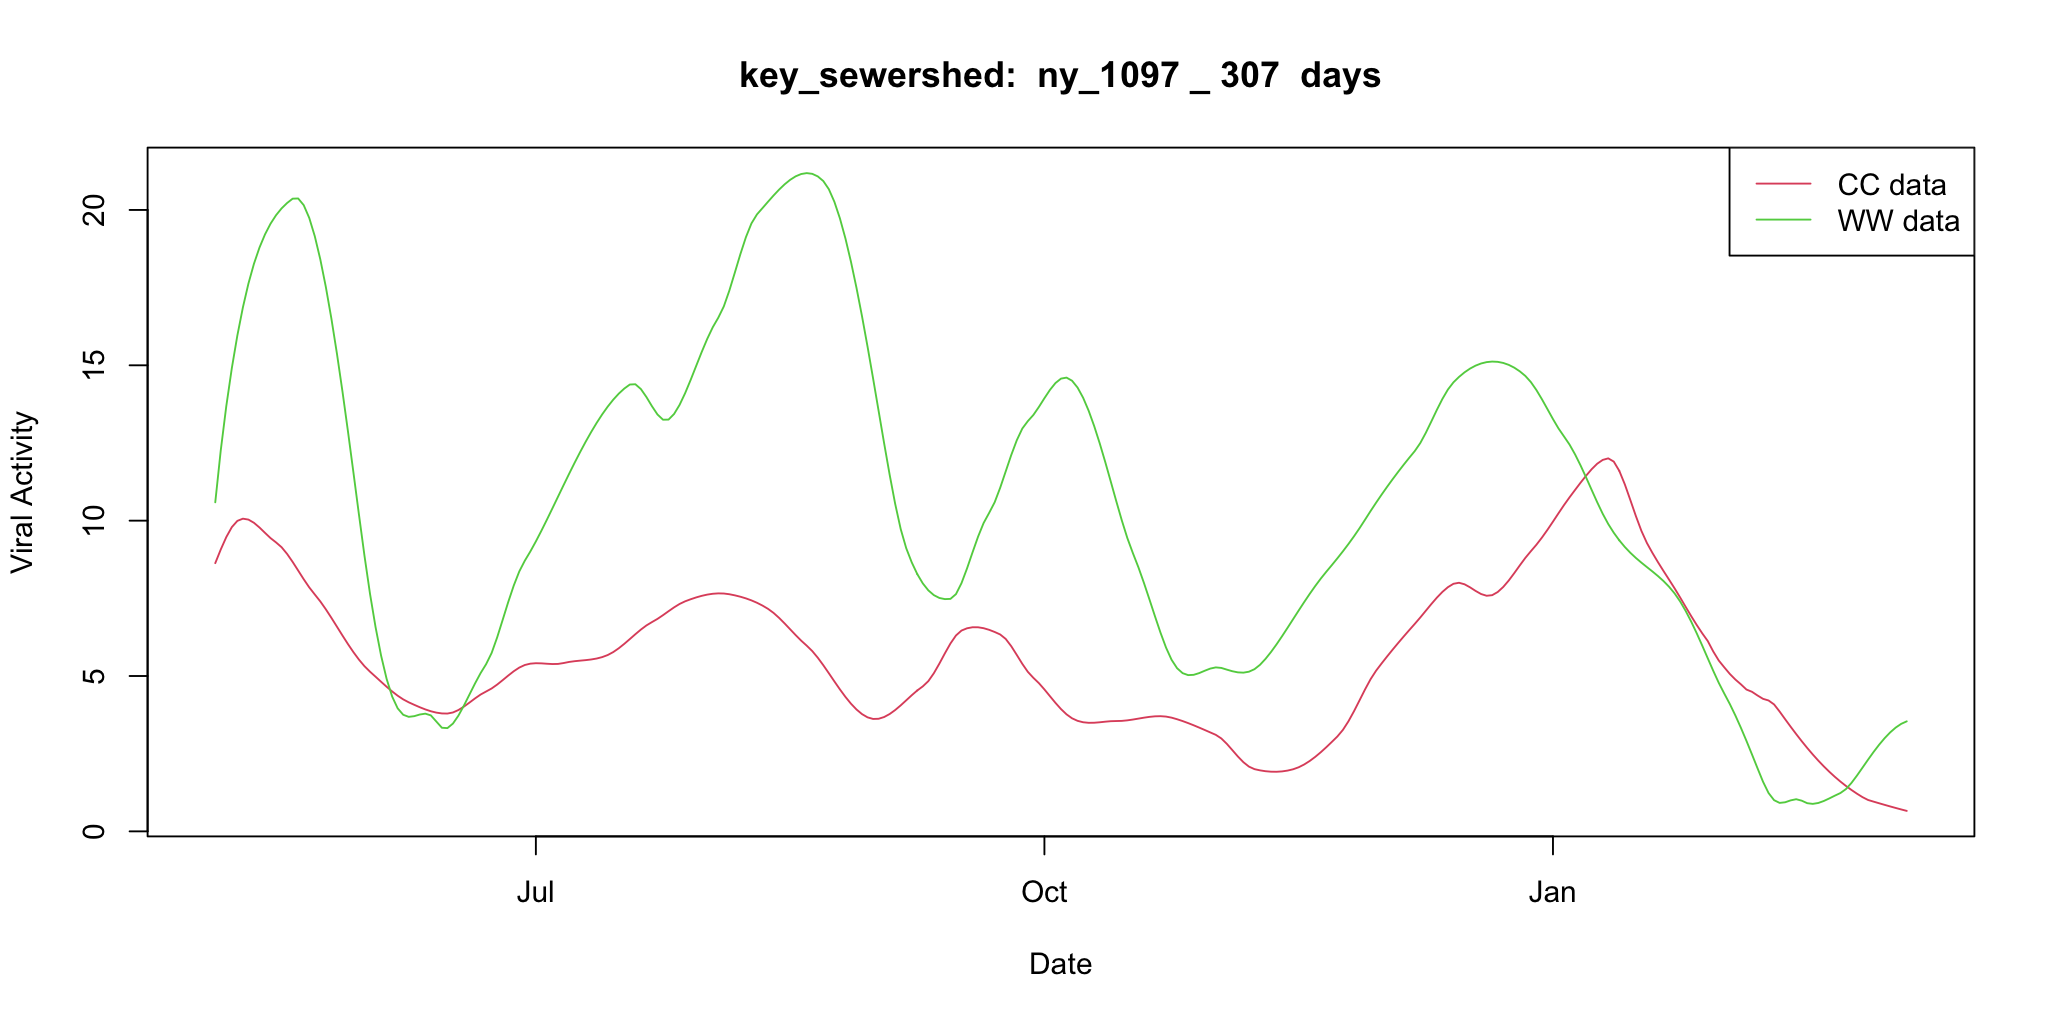 key_sewershed:  ny_1097 _ 307  days
CC data
WW data
Viral Activity
20
15
10
5
0
Jul
Oct
Jan
Date